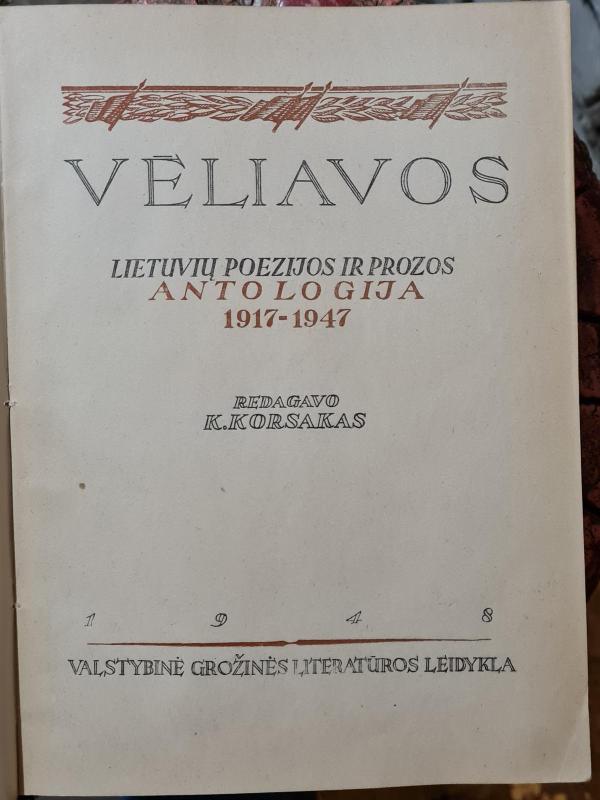 VĖLIAVOS
LIETUVIŲ POEZIJOS IR PROZOS
ANTOLOGIJA
1917-1947
REDAGAVO
K. KORSAKAS
1 9 4 8
VALSTYBINĖ GROŽINĖS LITERATŪROS LEIDYKLA